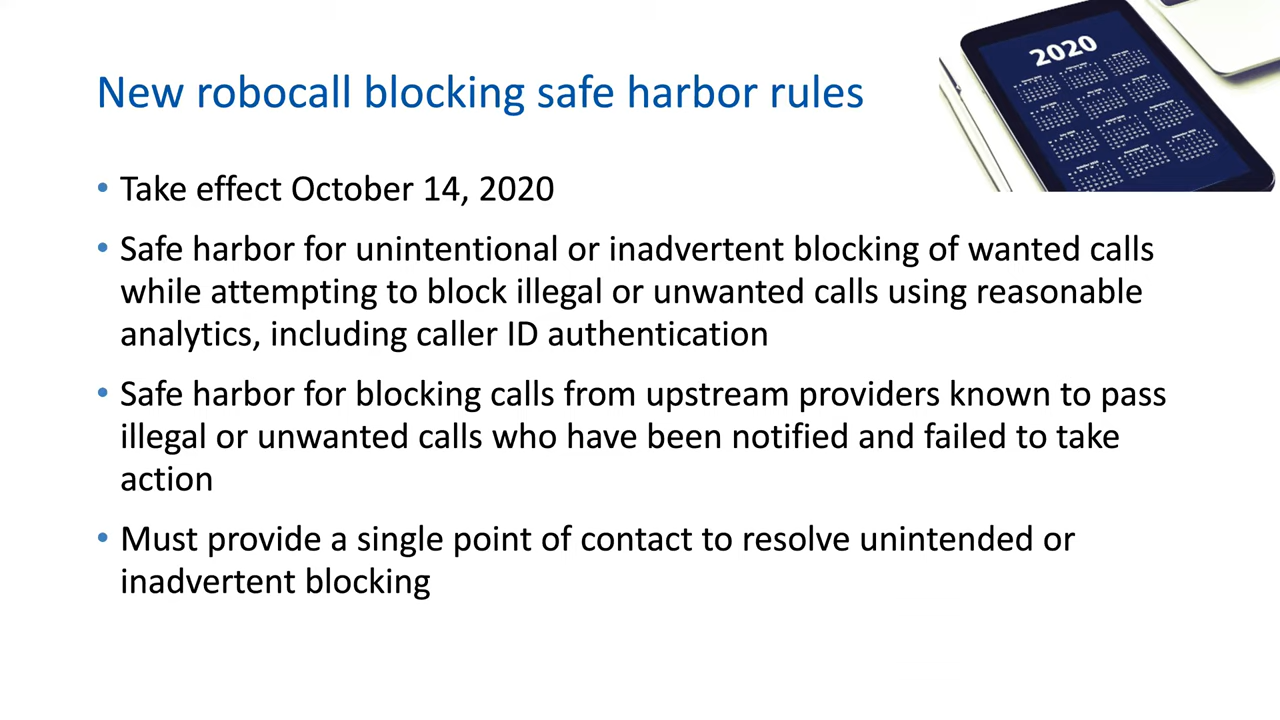 New robocall blocking safe harbor rules
2020
• Take effect October 14, 2020
• Safe harbor for unintentional or inadvertent blocking of wanted calls
while attempting to block illegal or unwanted calls using reasonable
analytics, including caller ID authentication
• Safe harbor for blocking calls from upstream providers known to pass
illegal or unwanted calls who have been notified and failed to take
action
• Must provide a single point of contact to resolve unintended or
inadvertent blocking